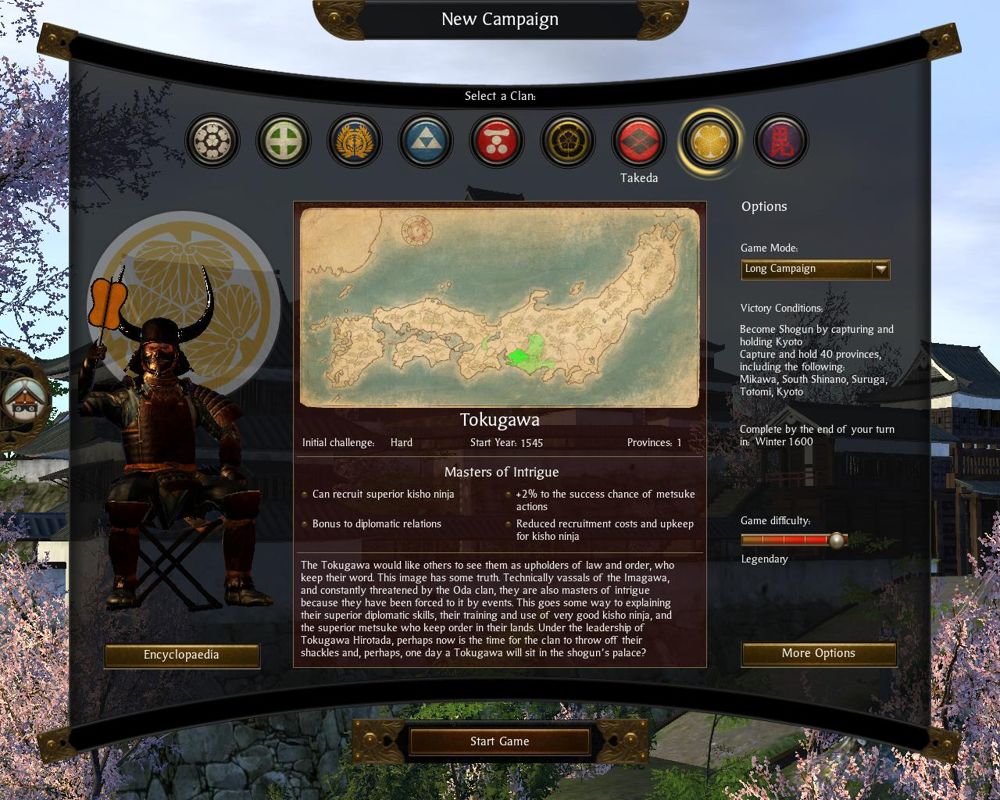 New Campaign
Select a Clan:
Takeda
Options
Game Mode:
Long Campaign
Victory Conditions:
Become Shogun by capturing and
holding Kyoto
Capture and hold 40 provinces,
including the following:
Mikawa, South Shinano, Suruga,
Totomi, Kyoto
Complete by the end of your turn
in: Winter 1600
Game difficulty:
Legendary
More Options
Tokugawa
Initial challenge: Hard Start Year: 1545 Provinces: 1
Masters of Intrigue
Can recruit superior kisho ninja
+2% to the success chance of metsuke
actions
Bonus to diplomatic relations
Reduced recruitment costs and upkeep
for kisho ninja
The Tokugawa would like others to see them as upholders of law and order, who
keep their word. This image has some truth. Technically vassals of the Imagawa,
and constantly threatened by the Oda clan, they are also masters of intrigue
because they have been forced to it by events. This goes some way to explaining
their superior diplomatic skills, their training and use of very good kisho ninja, and
the superior metsuke who keep order in their lands. Under the leadership of
Tokugawa Hirotada, perhaps now is the time for the clan to throw off their
shackles and, perhaps, one day a Tokugawa will sit in the shogun's palace?
Encyclopaedia
Start Game